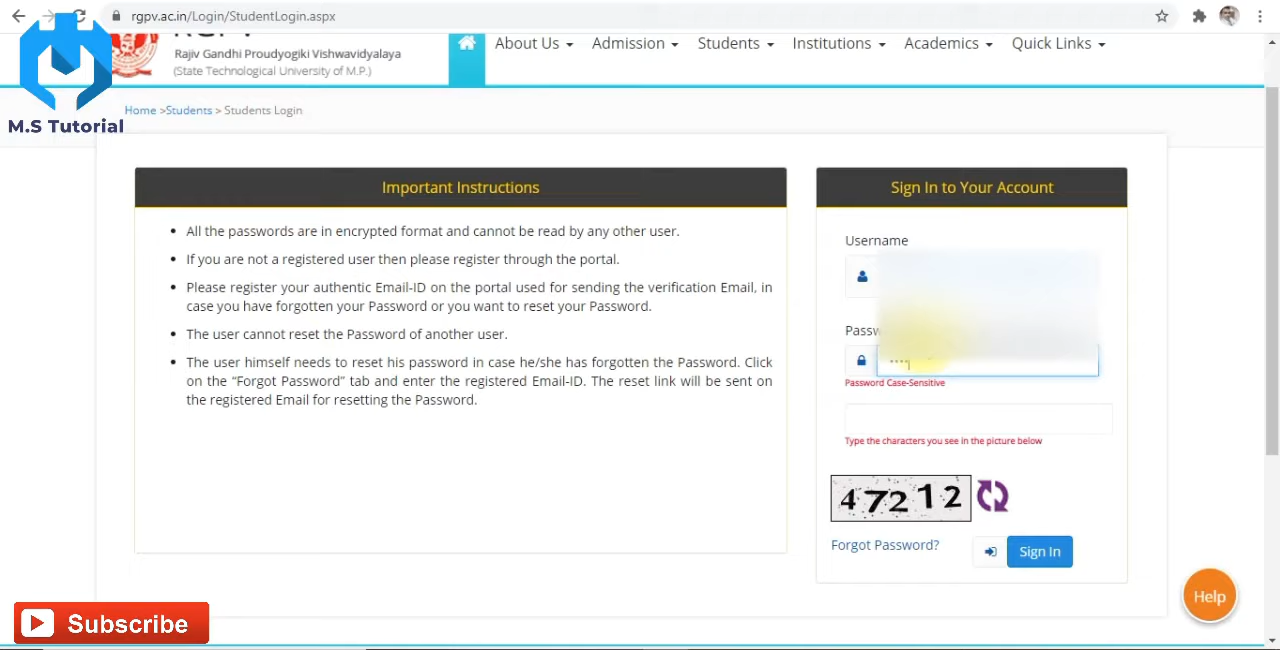 rgpv.ac.in/Login/StudentLogin.aspx
Rajiv Gandhi Proudyogiki Vishwavidyalaya
(State Technological University of M.P.)
About Us Admission Students Institutions Academics Quick Links
M.S Tutorial
Home >Students > Students Login
Important Instructions
All the passwords are in encrypted format and cannot be read by any other user.
If you are not a registered user then please register through the portal.
Please register your authentic Email-ID on the portal used for sending the verification Email, in
case you have forgotten your Password or you want to reset your Password.
The user cannot reset the Password of another user.
The user himself needs to reset his password in case he/she has forgotten the Password. Click
on the “Forgot Password” tab and enter the registered Email-ID. The reset link will be sent on
the registered Email for resetting the Password.
Sign In to Your Account
Username
Password Case-Sensitive
Type the characters you see in the picture below
47212
Forgot Password?
Sign In
Help
Subscribe